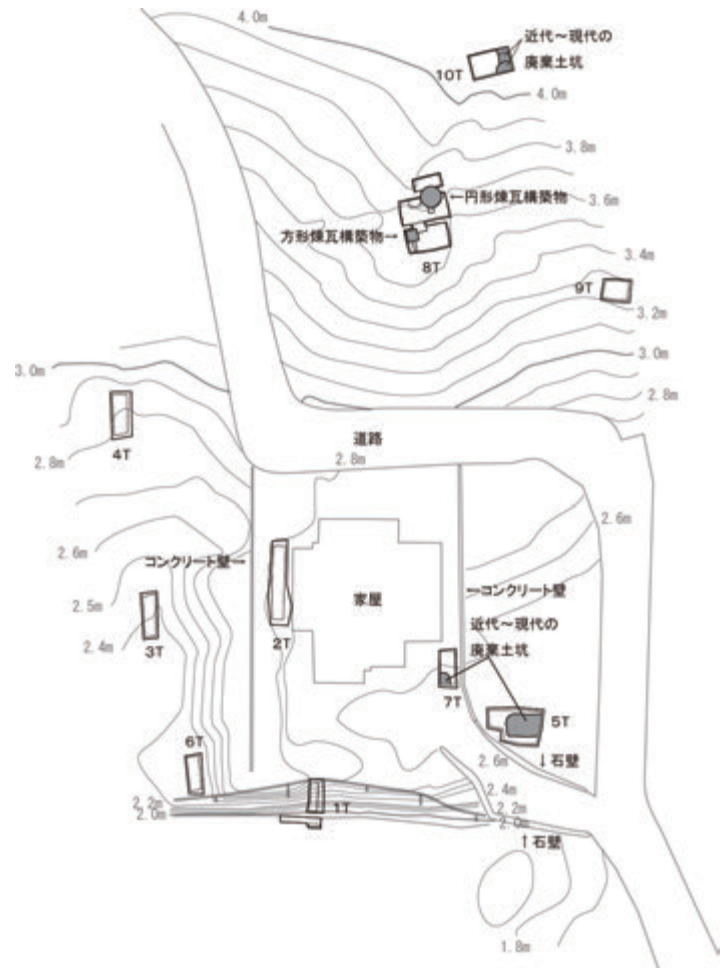 4.0m
近代～現代の
廃棄土坑
10T
4.0m
3.8m
←円形煉瓦構築物
3.6m
方形煉瓦構築物→
8T
3.4m
9T
3.2m
3.0m
3.0m
2.8m
道路
4T
2.8m
2.8m
2.6m
2.6m
コンクリート壁→
←コンクリート壁
2.5m
家屋
近代～現代の
廃棄土坑
2.4m
3T
2T
7T
5T
6T
2.6m
↓石壁
2.4m
2.2m
1T
2.2m
2.0m
2.0m
↑石壁
1.8m